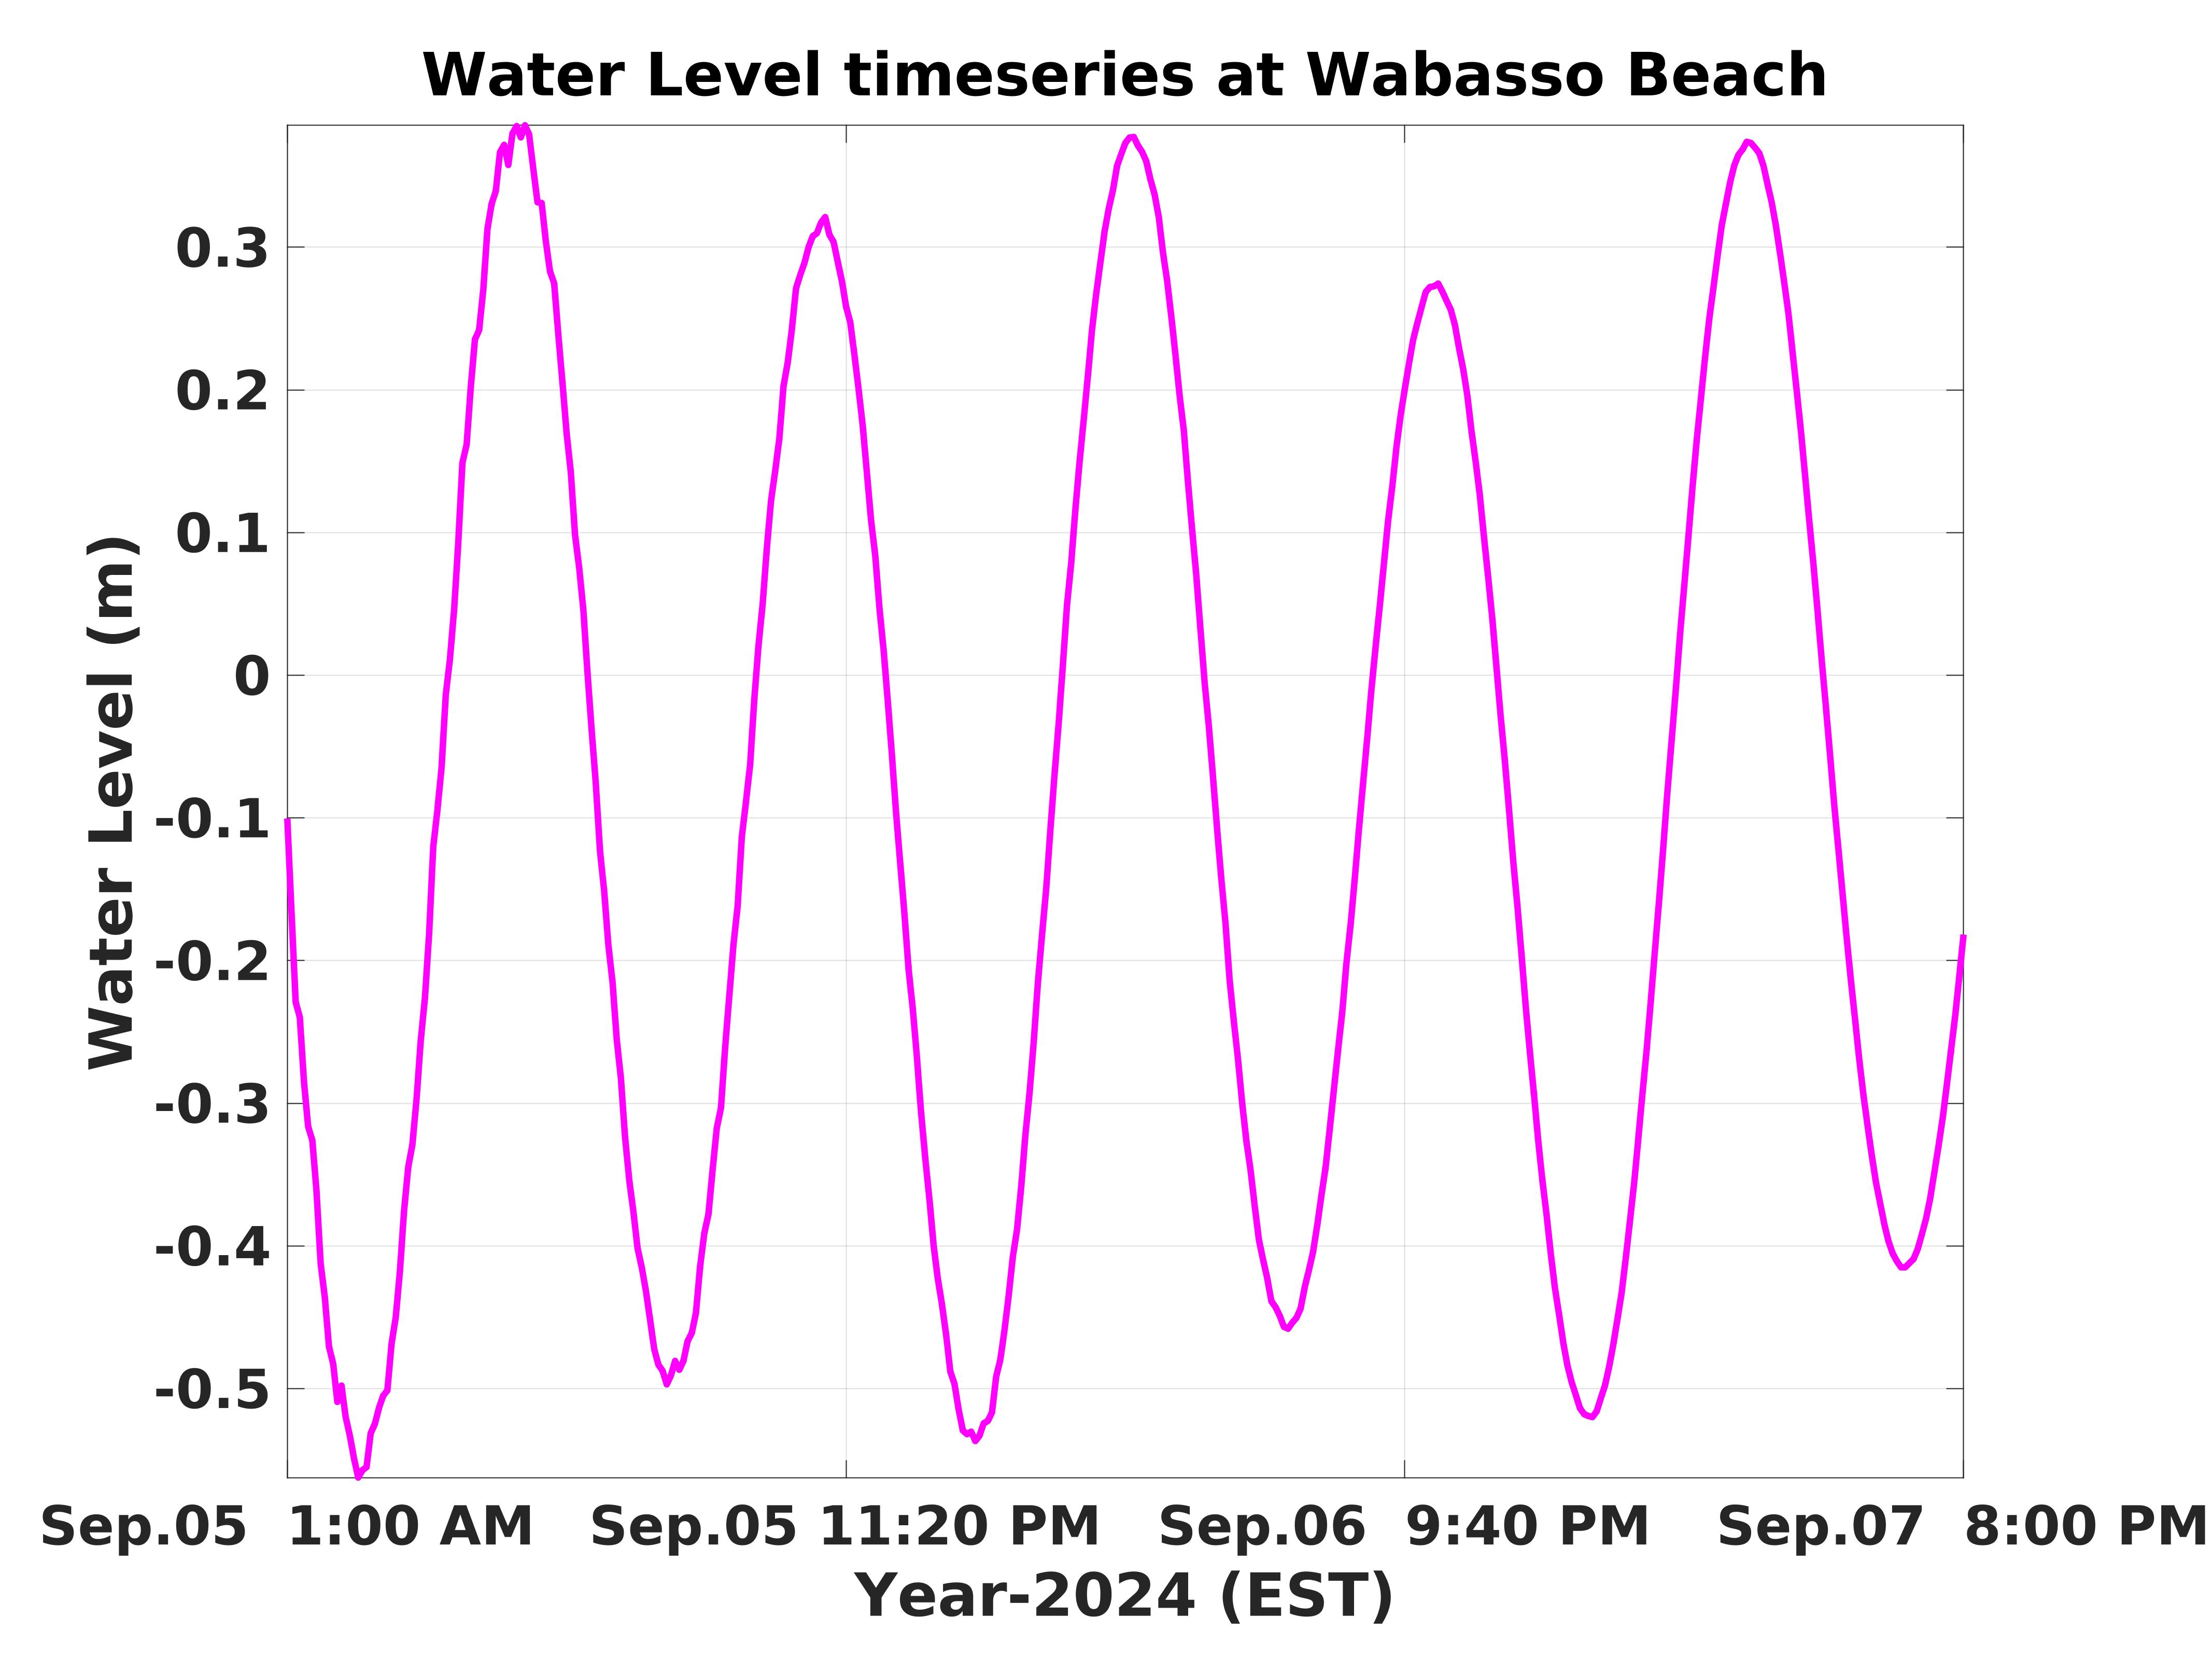 Water Level timeseries at Wabasso Beach
Water Level (m)
0.3
0.2
0.1
0
-0.1
-0.2
-0.3
-0.4
-0.5
Sep.05 1:00 AM Sep.05 11:20 PM Sep.06 9:40 PM Sep.07 8:00 PM
Year-2024 (EST)